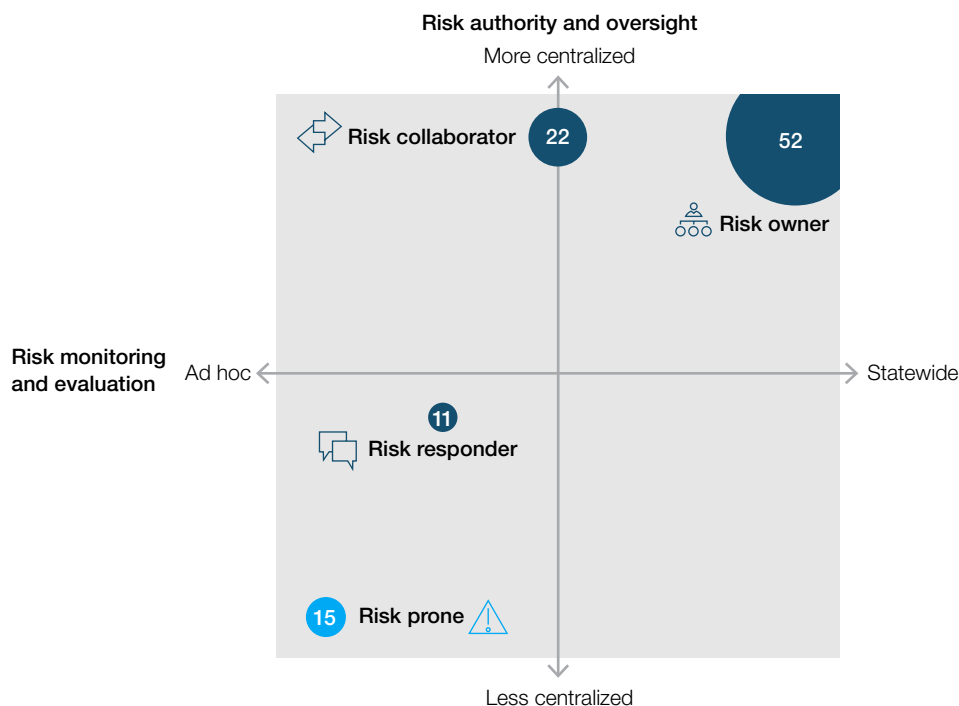 Risk authority and oversight
More centralized
Risk collaborator
22
52
Risk owner
Risk monitoring
and evaluation
Ad hoc
Statewide
11
Risk responder
15
Risk prone
Less centralized